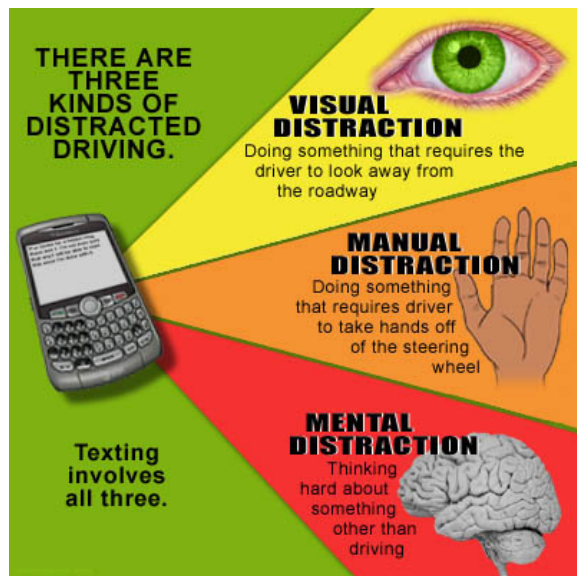 THERE ARE
THREE
KINDS OF
DISTRACTED
DRIVING.
VISUAL
DISTRACTION
Doing something that requires the
driver to look away from
the roadway
MANUAL
DISTRACTION
Doing something
that requires driver
to take hands off
of the steering
wheel
MENTAL
DISTRACTION
Thinking
hard about
something
other than
driving
Texting
involves
all three.